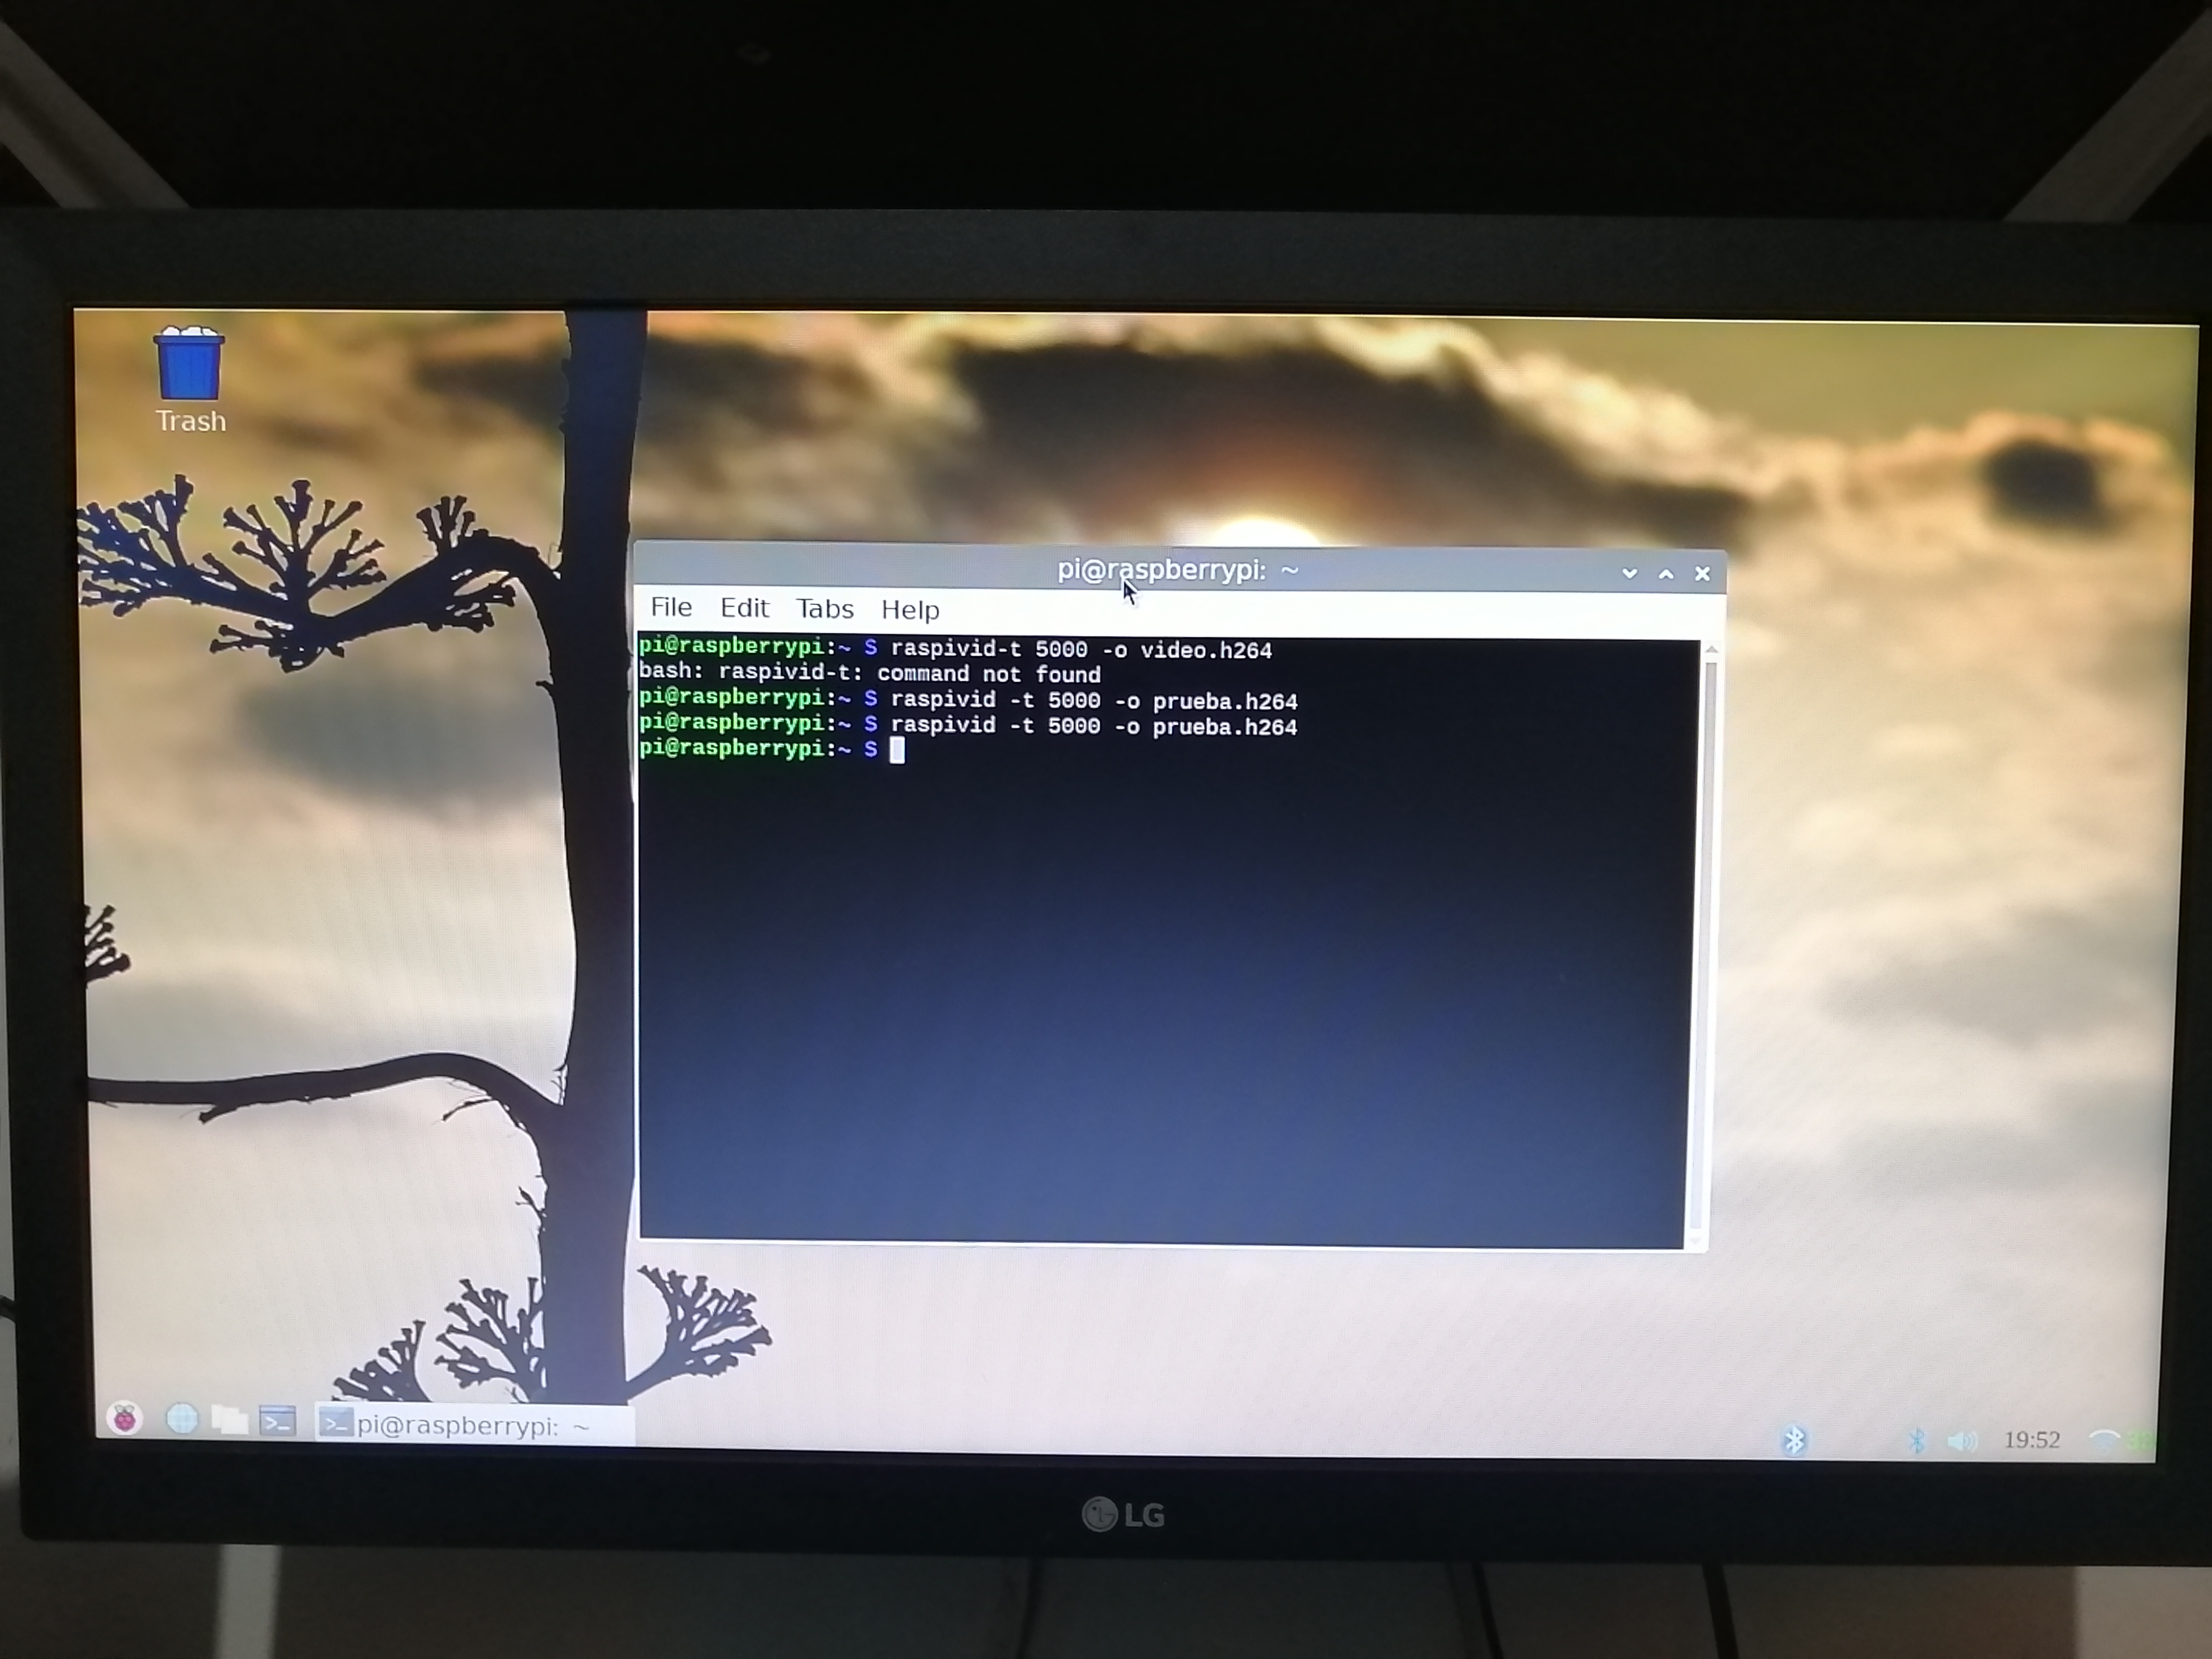 Trash
pi@raspberrypi: ~
File Edit Tabs Help
pi@raspberrypi:~ $ raspivid-t 5000 -o video.h264
bash: raspivid-t: command not found
pi@raspberrypi:~ $ raspivid -t 5000 -o prueba.h264
pi@raspberrypi:~ $ raspivid -t 5000 -o prueba.h264
pi@raspberrypi:~ $
pi@raspberrypi: ~
19:52
LG